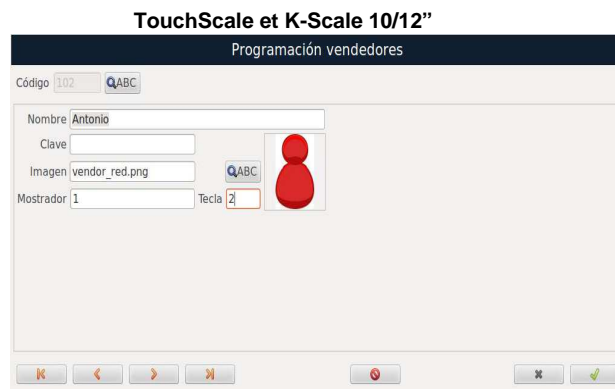 TouchScale et K-Scale 10/12”
Programación vendedores
Código 102 ABC
Nombre Antonio
Clave
Imagen vendor_red.png ABC
Mostrador 1 Tecla 2